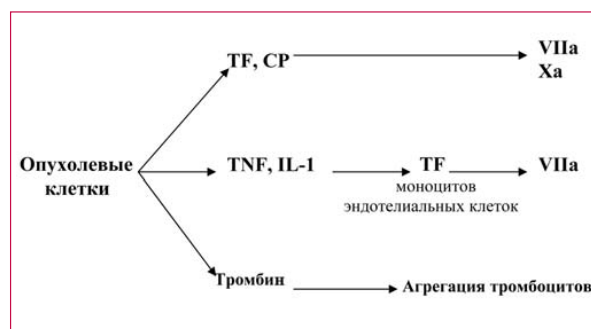 TF, CP
VIIa
Xa
Опухолевые
клетки
TNF, IL-1
TF
VIIa
моноцитов
эндотелиальных клеток
Тромбин
Агрегация тромбоцитов